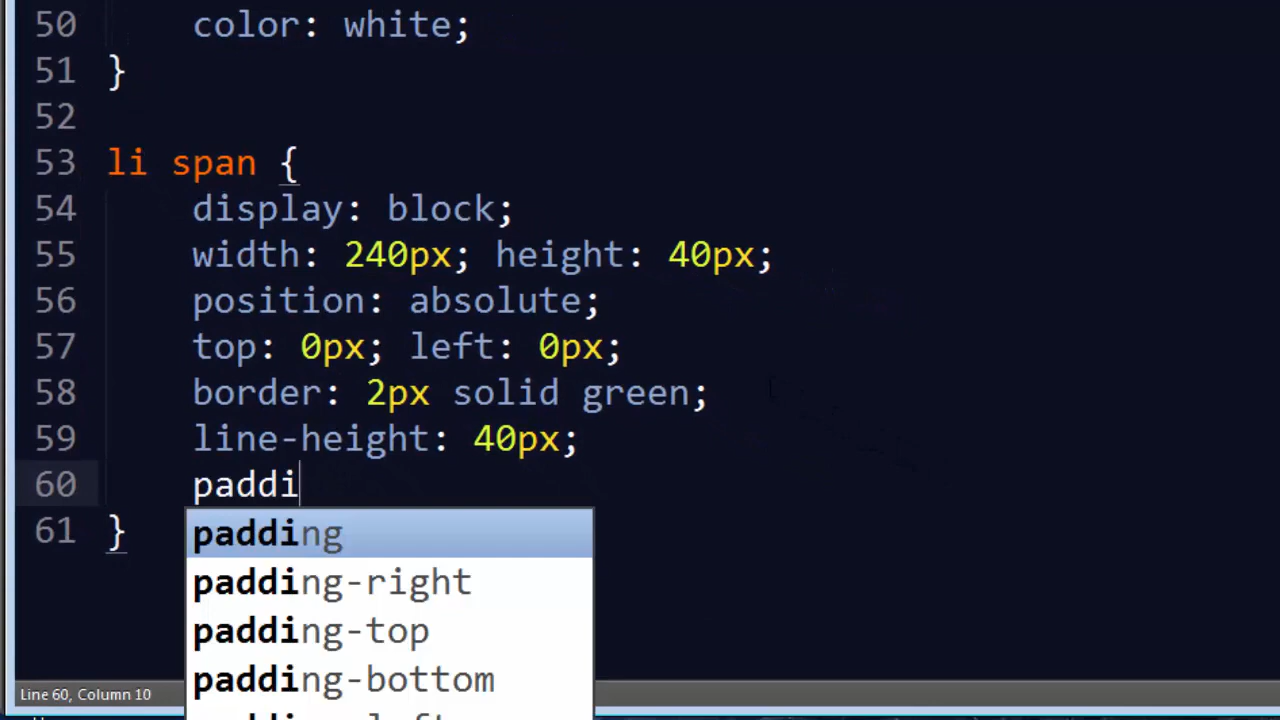 50 color: white;
51 }
52
53 li span {
54 display: block;
55 width: 240px; height: 40px;
56 position: absolute;
57 top: 0px; left: 0px;
58 border: 2px solid green;
59 line-height: 40px;
60 paddi
61 }
padding
padding-right
padding-top
padding-bottom
Line 60, Column 10